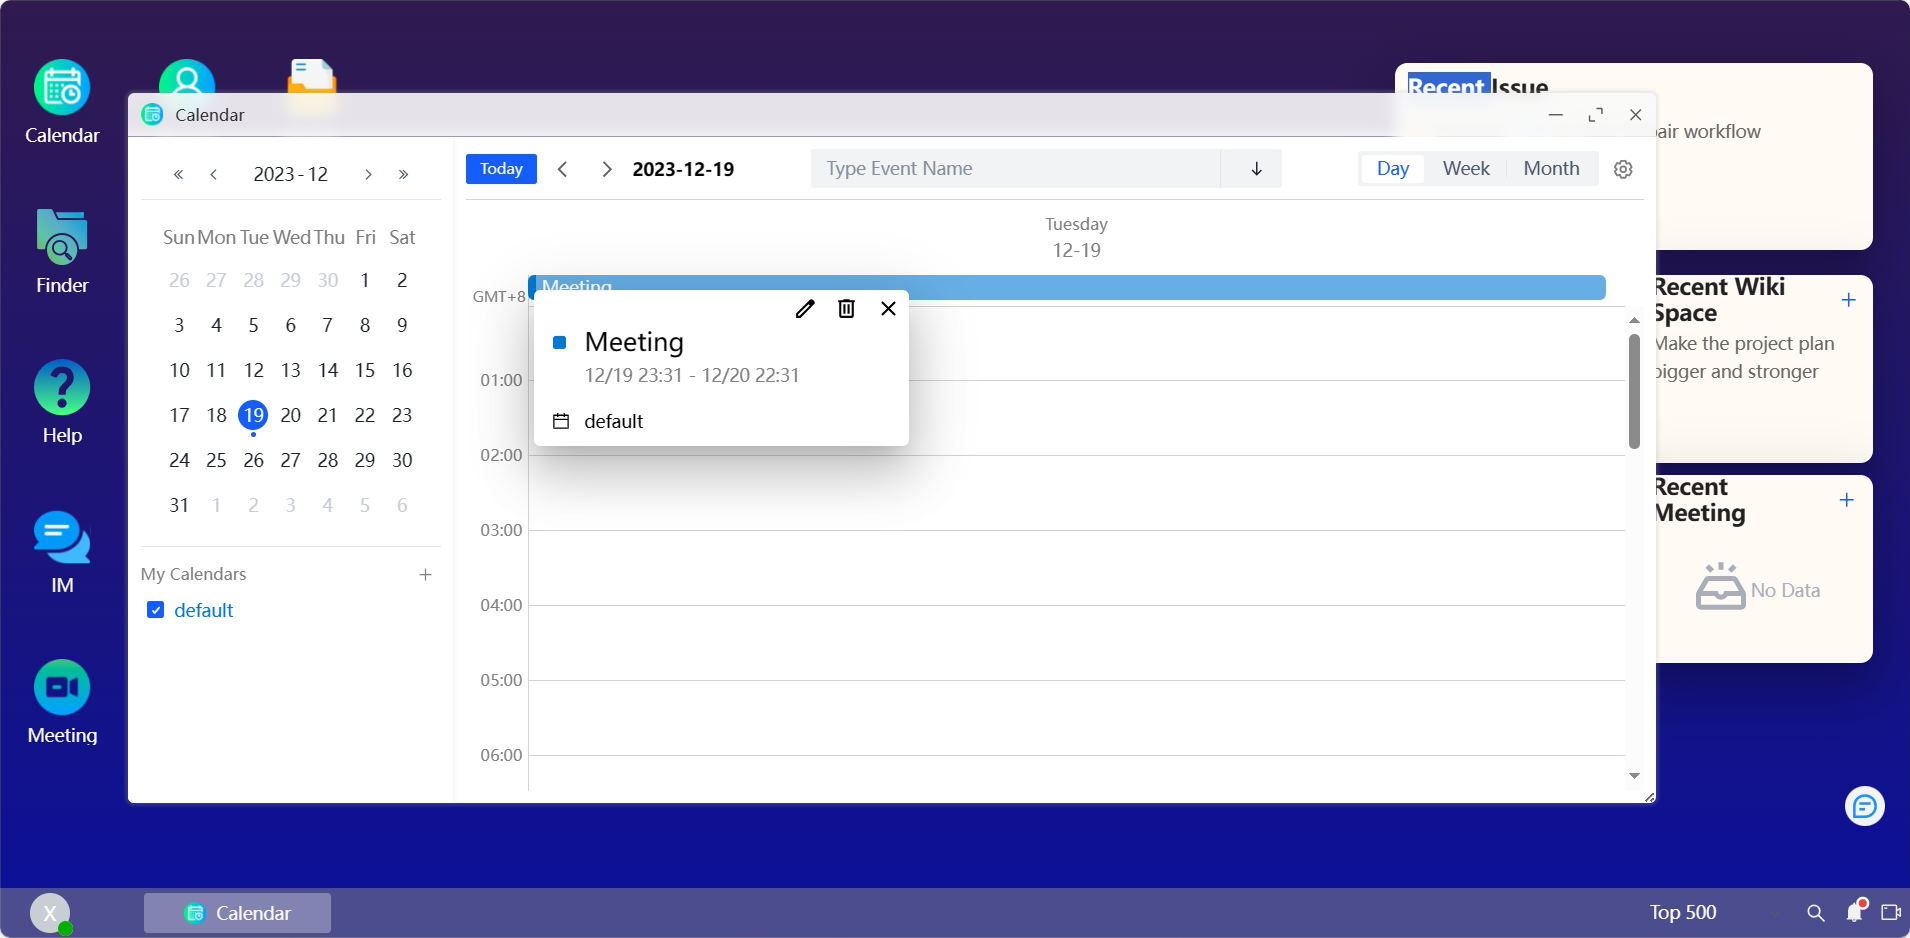 Calendar
Finder
Help
IM
Meeting
Calendar
2023-12
Sun Mon Tue Wed Thu Fri Sat
26 27 28 29 30 1 2
3 4 5 6 7 8 9
10 11 12 13 14 15 16
17 18 19 20 21 22 23
24 25 26 27 28 29 30
31 1 2 3 4 5 6
My Calendars
default
Today
2023-12-19
Type Event Name
Day Week Month
Tuesday
12-19
GMT+8
Meeting
Meeting
12/19 23:31 - 12/20 22:31
default
01:00
02:00
03:00
04:00
05:00
06:00
Recent Issue
air workflow
Recent Wiki
Space
Make the project plan
bigger and stronger
Recent
Meeting
No Data
X
Calendar
Top 500